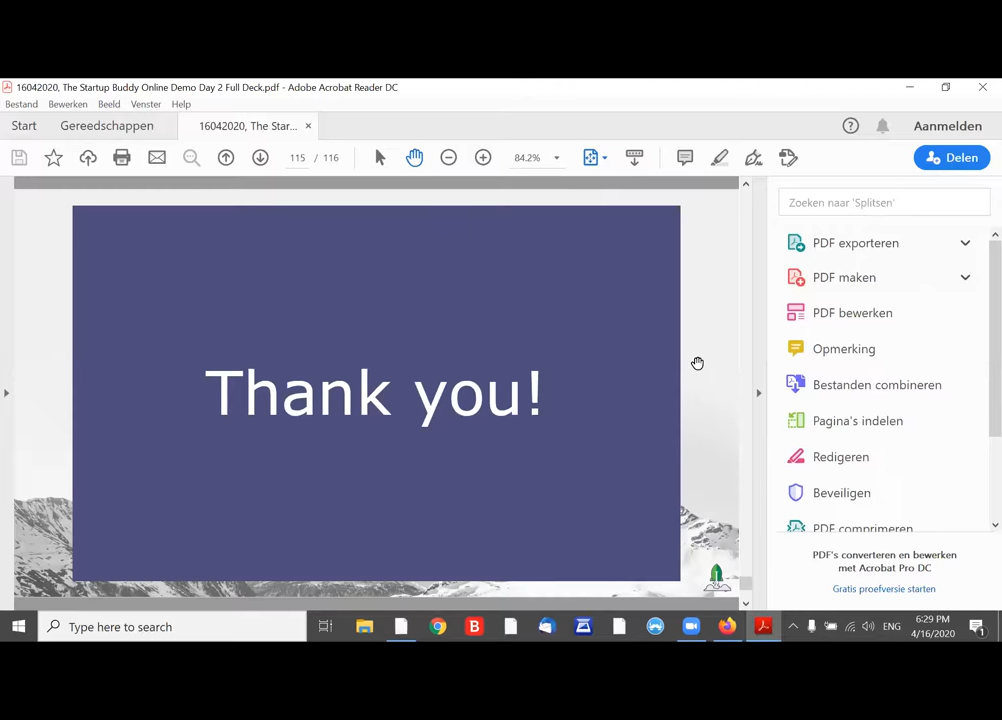 16042020, The Startup Buddy Online Demo Day 2 Full Deck.pdf - Adobe Acrobat Reader DC
Bestand Bewerken Beeld Venster Help
Start Gereedschappen 16042020, The Star... × Aanmelden
115 / 116 84.2% Delen
Zoeken naar 'Splitsen'
PDF exporteren
PDF maken
PDF bewerken
Opmerking
Bestanden combineren
Pagina's indelen
Redigeren
Beveiligen
PDF comprimeren
Thank you!
PDF's converteren en bewerken
met Acrobat Pro DC
Gratis proefversie starten
Type here to search
B
ENG
6:29 PM
4/16/2020
1